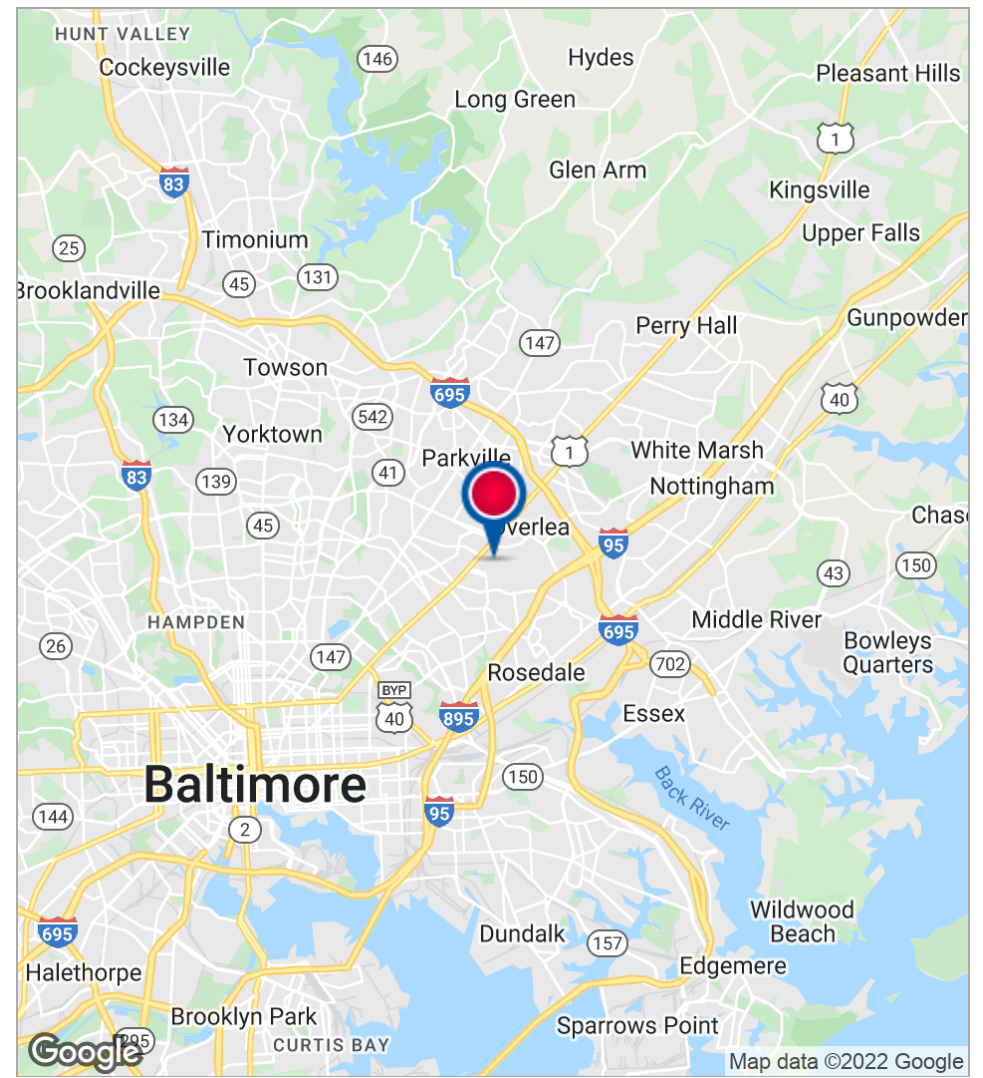 HUNT VALLEY
Cockeysville
146
Hydes
Pleasant Hills
Long Green
1
Glen Arm
83
Kingsville
Timonium
Upper Falls
25
45
131
Brooklandville
Gunpowder
Perry Hall
147
Towson
695
40
134
542
Yorktown
1
White Marsh
Parkville
41
83
139
Nottingham
45
Overlea
Chase
95
150
43
HAMPDEN
695
Middle River
26
Bowleys
Quarters
147
702
Rosedale
BYP
40
895
Essex
Baltimore
150
Back River
95
144
2
Wildwood
Beach
695
Dundalk
157
Halethorpe
Edgemere
Brooklyn Park
Sparrows Point
295
CURTIS BAY
Google
Map data ©2022 Google